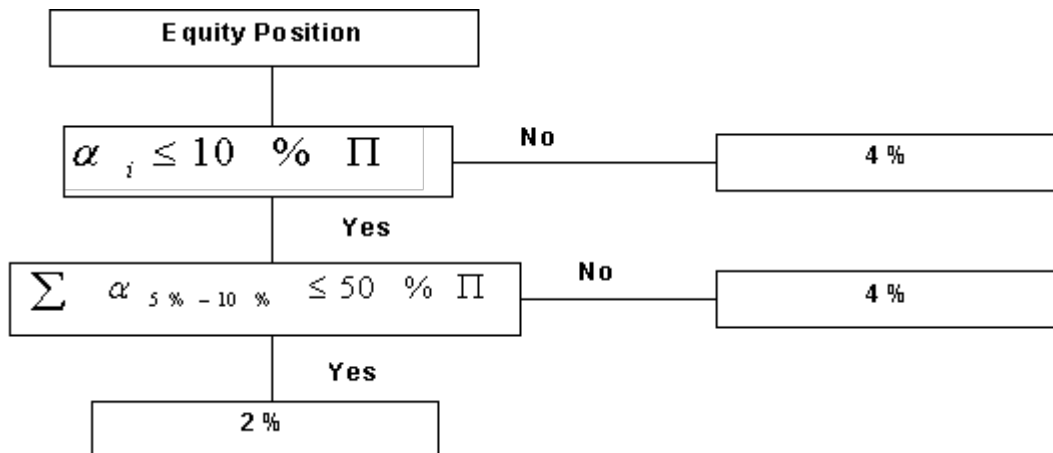 Equity Position
α i ≤ 10 % Π
No
4 %
Yes
∑ α 5 % – 10 % ≤ 50 % Π
No
4 %
Yes
2 %